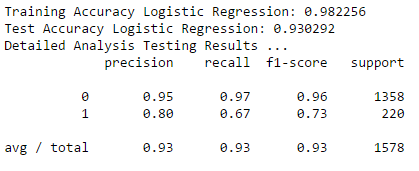 Training Accuracy Logistic Regression: 0.982256
Test Accuracy Logistic Regression: 0.930292
Detailed Analysis Testing Results ...
precision recall f1-score support
0 0.95 0.97 0.96 1358
1 0.80 0.67 0.73 220
avg / total 0.93 0.93 0.93 1578